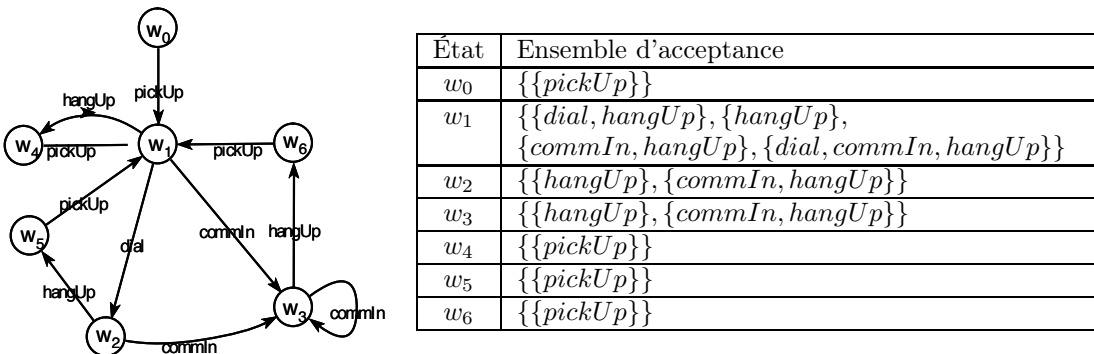 w0
pickUp
hangUp
w4
pickUp
w1
pickUp
w6
pickUp
w5
dial
commIn
hangUp
hangUp
w3
commIn
w2
commIn
État Ensemble d'acceptance
w0 {{pickUp}}
w1 {{dial, hangUp}, {hangUp},
{commIn, hangUp}, {dial, commIn, hangUp}}
w2 {{hangUp}, {commIn, hangUp}}
w3 {{hangUp}, {commIn, hangUp}}
w4 {{pickUp}}
w5 {{pickUp}}
w6 {{pickUp}}